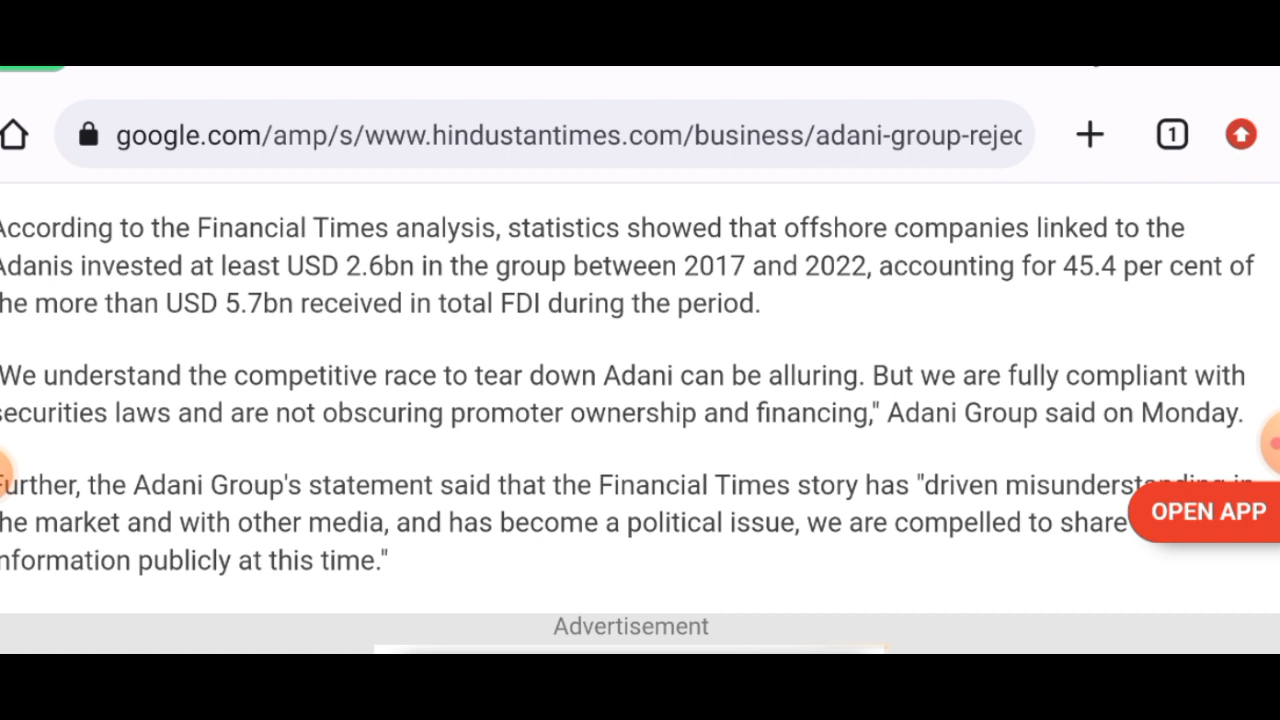 google.com/amp/s/www.hindustantimes.com/business/adani-group-rejec
1
According to the Financial Times analysis, statistics showed that offshore companies linked to the
Adanis invested at least USD 2.6bn in the group between 2017 and 2022, accounting for 45.4 per cent of
he more than USD 5.7bn received in total FDI during the period.
We understand the competitive race to tear down Adani can be alluring. But we are fully compliant with
securities laws and are not obscuring promoter ownership and financing," Adani Group said on Monday.
Further, the Adani Group's statement said that the Financial Times story has "driven misunderstanding in
he market and with other media, and has become a political issue, we are compelled to share
OPEN APP
nformation publicly at this time."
Advertisement